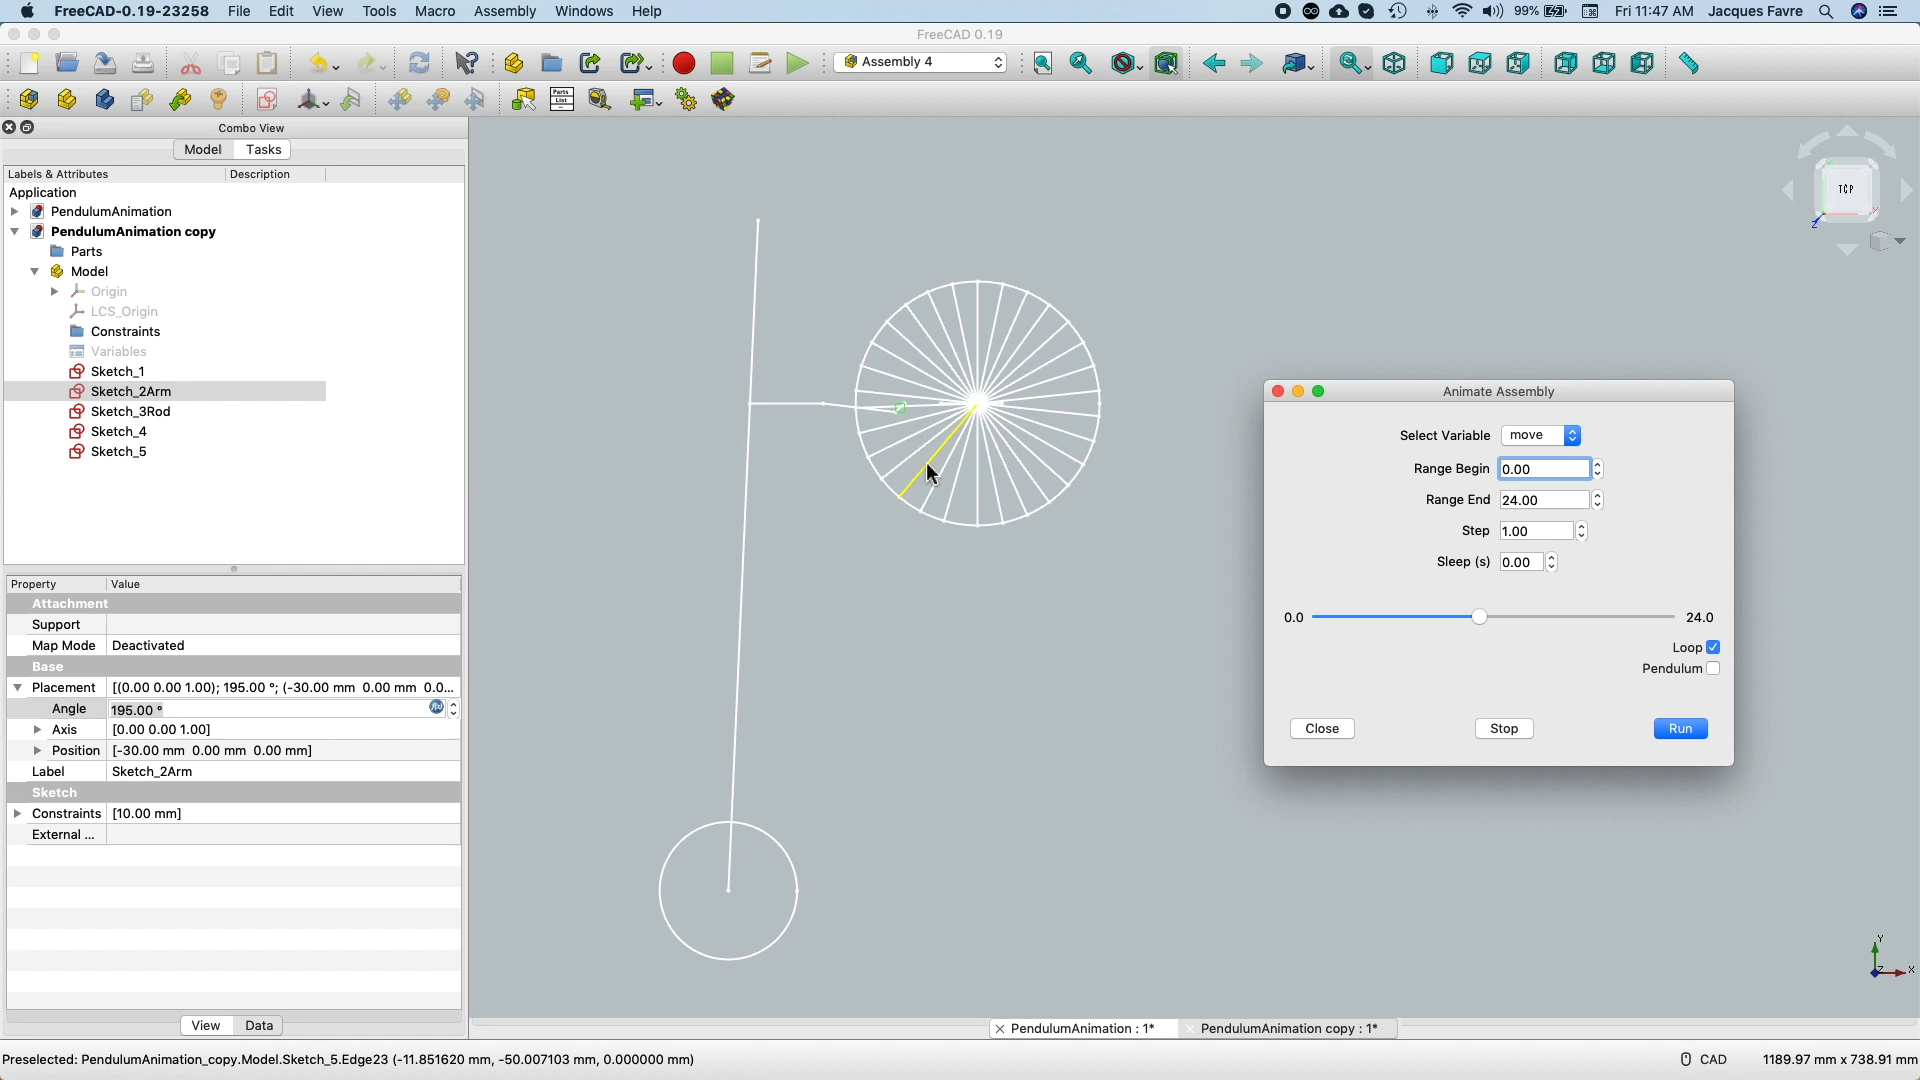 FreeCAD-0.19-23258 File Edit View Tools Macro Assembly Windows Help 99% Fri 11:47 AM Jacques Favre
FreeCAD 0.19
Assembly 4
Parts List
Combo View
Model Tasks
Labels & Attributes Description
Application
PendulumAnimation
PendulumAnimation copy
Parts
Model
Origin
LCS_Origin
Constraints
Variables
Sketch_1
Sketch_2Arm
Sketch_3Rod
Sketch_4
Sketch_5
Property Value
Attachment
Support
Map Mode Deactivated
Base
Placement [(0.00 0.00 1.00); 195.00 °; (-30.00 mm 0.00 mm 0.0...
Angle 195.00 °
Axis [0.00 0.00 1.00]
Position [-30.00 mm 0.00 mm 0.00 mm]
Label Sketch_2Arm
Sketch
Constraints [10.00 mm]
External ...
View Data
TOP
Y
X
Z
Animate Assembly
Select Variable move
Range Begin 0.00
Range End 24.00
Step 1.00
Sleep (s) 0.00
0.0 24.0
Loop
Pendulum
Close Stop Run
Y
Z X
PendulumAnimation : 1* PendulumAnimation copy : 1*
Preselected: PendulumAnimation_copy.Model.Sketch_5.Edge23 (-11.851620 mm, -50.007103 mm, 0.000000 mm) CAD 1189.97 mm x 738.91 mm